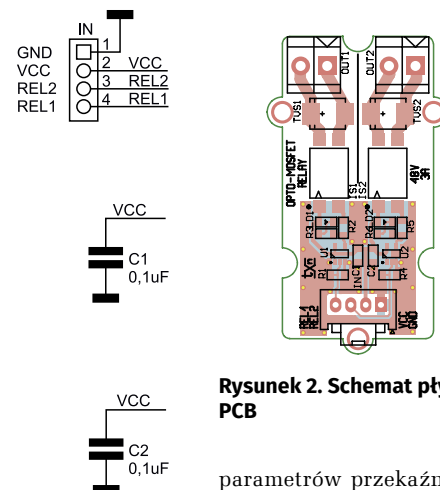 IN
GND 1
VCC 2 VCC
REL2 3 REL2
REL1 4 REL1
VCC
C1
0,1uF
VCC
C2
0,1uF
OUT1
OUT2
TVS1
TVS2
OPTO-MOSFET
RELAY
IS1
IS2
48V
3A
R3
D1
R2
R6
D2
R5
U1
U2
R1
C1
C2
R4
IN
REL1
REL2
VCC
GND
Rysunek 2. Schemat pły
PCB
parametrów przekaźn